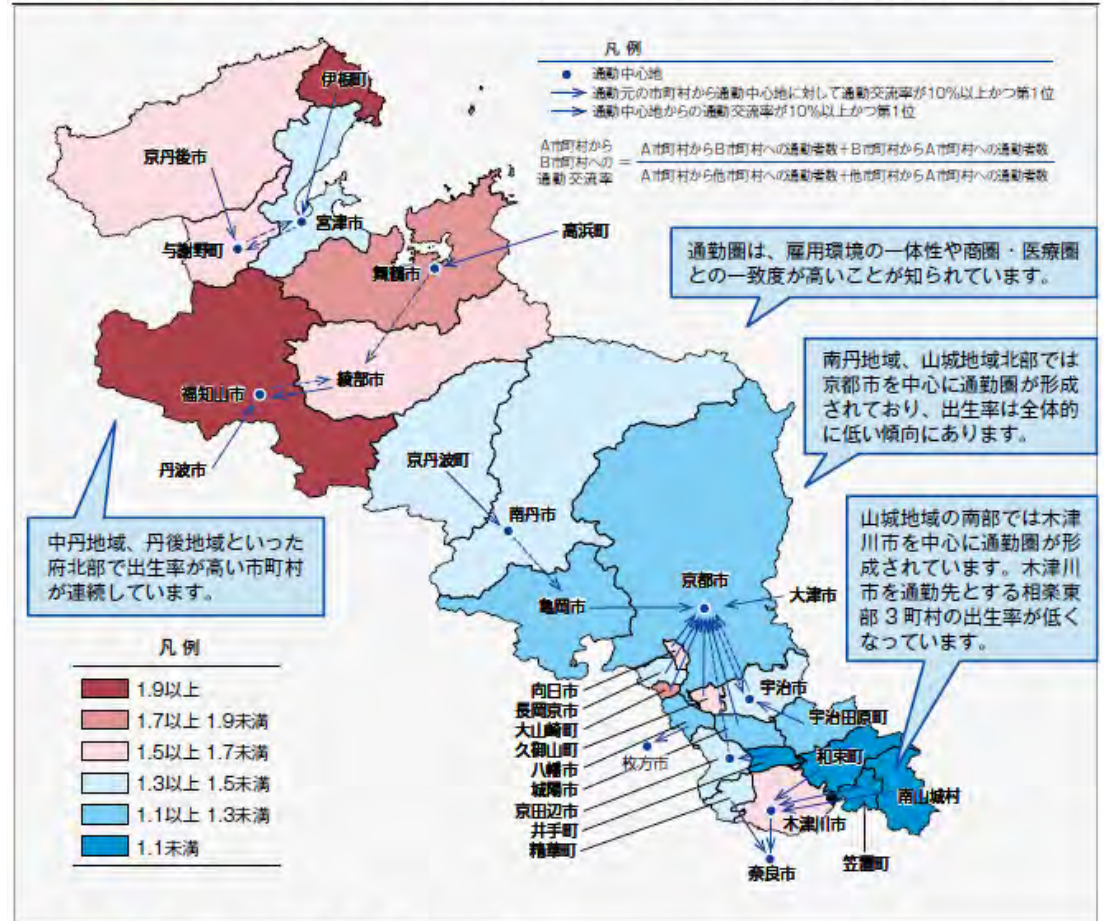 凡 例
通勤中心地
通勤元の市町村から通勤中心地に対して通勤交流率が10%以上かつ第1位
通勤中心地からの通勤交流率が10%以上かつ第1位
A市町村から
B市町村への
通勤交流率
=
A市町村からB市町村への通勤者数+B市町村からA市町村への通勤者数
A市町村から他市町村への通勤者数+他市町村からA市町村への通勤者数
伊根町
京丹後市
宮津市
与謝野町
高浜町
舞鶴市
通勤圏は、雇用環境の一体性や商圏・医療圏
との一致度が高いことが知られています。
綾部市
福知山市
南丹地域、山城地域北部では
京都市を中心に通勤圏が形成
されており、出生率は全体的
に低い傾向にあります。
丹波市
京丹波町
南丹市
中丹地域、丹後地域といった
府北部で出生率が高い市町村
が連続しています。
山城地域の南部では木津
川市を中心に通勤圏が形
成されています。木津川
市を通勤先とする相楽東
部3町村の出生率が低く
なっています。
京都市
大津市
亀岡市
凡 例
1.9以上
1.7以上 1.9未満
1.5以上 1.7未満
1.3以上 1.5未満
1.1以上 1.3未満
1.1未満
向日市
長岡京市
大山崎町
久御山町
八幡市
城陽市
京田辺市
井手町
精華町
宇治市
宇治田原町
枚方市
和束町
南山城村
木津川市
笠置町
奈良市